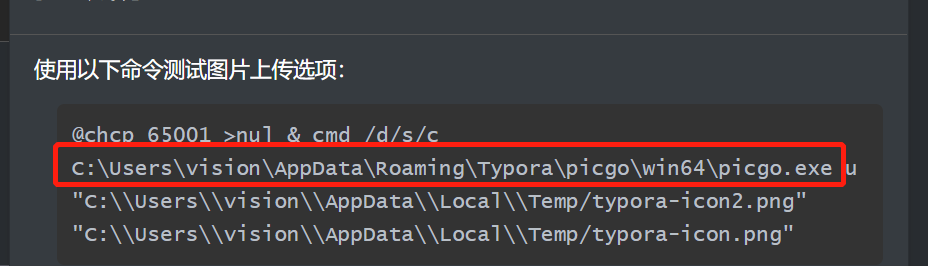 使用以下命令测试图片上传选项：
@chcp 65001 >nul & cmd /d/s/c
C:\Users\vision\AppData\Roaming\Typora\picgo\win64\picgo.exe u
"C:\\Users\\vision\\AppData\\Local\\Temp/typora-icon2.png"
"C:\\Users\\vision\\AppData\\Local\\Temp/typora-icon.png"